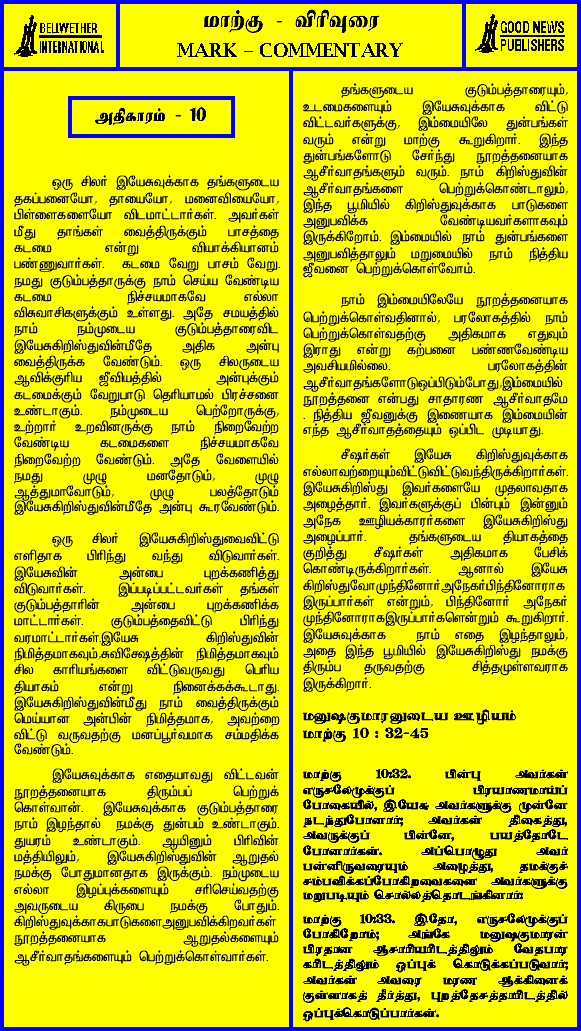 BELWETHER
INTERNATIONAL
மாற்கு - விரிவுரை
MARK – COMMENTARY
GOOD NEWS
PUBLISHERS
அதிகாரம் - 10
ஒரு சிலர் இயேசுவுக்காக தங்களுடைய
தகப்பனையோ, தாயையோ, மனைவியையோ,
பிள்ளைகளையோ விடமாட்டார்கள். அவர்கள்
மீது தாங்கள் வைத்திருக்கும் பாசத்தை
கடமை என்று வியாக்கியானம்
பண்ணுவார்கள். கடமை வேறு பாசம் வேறு.
நமது குடும்பத்தாருக்கு நாம் செய்ய வேண்டிய
கடமை நிச்சயமாகவே எல்லா
விசுவாசிகளுக்கும் உள்ளது. அதே சமயத்தில்
நாம் நம்முடைய குடும்பத்தாரைவிட
இயேசுகிறிஸ்துவின்மீதே அதிக அன்பு
வைத்திருக்க வேண்டும். ஒரு சிலருடைய
ஆவிக்குரிய ஜீவியத்தில் அன்புக்கும்
கடமைக்கும் வேறுபாடு தெரியாமல் பிரச்சனை
உண்டாகும். நம்முடைய பெற்றோருக்கு,
உற்றார் உறவினருக்கு நாம் நிறைவேற்ற
வேண்டிய கடமைகளை நிச்சயமாகவே
நிறைவேற்ற வேண்டும். அதே வேளையில்
நமது முழு மனதோடும், முழு
ஆத்துமாவோடும், முழு பலத்தோடும்
இயேசுகிறிஸ்துவின்மீதே அன்பு கூரவேண்டும்.
ஒரு சிலர் இயேசுகிறிஸ்துவைவிட்டு
எளிதாக பிரிந்து வந்து விடுவார்கள்.
இயேசுவின் அன்பை புறக்கணித்து
விடுவார்கள். இப்படிப்பட்டவர்கள் தங்கள்
குடும்பத்தாரின் அன்பை புறக்கணிக்க
மாட்டார்கள். குடும்பத்தைவிட்டு பிரிந்து
வரமாட்டார்கள்.இயேசு கிறிஸ்துவின்
நிமித்தமாகவும்,சுவிசேஷத்தின் நிமித்தமாகவும்
சில காரியங்களை விட்டுவருவது பெரிய
தியாகம் என்று நினைக்கக்கூடாது.
இயேசுகிறிஸ்துவின்மீது நாம் வைத்திருக்கும்
மெய்யான அன்பின் நிமித்தமாக, அவற்றை
விட்டு வருவதற்கு மனப்பூர்வமாக சம்மதிக்க
வேண்டும்.
இயேசுவுக்காக எதையாவது விட்டவன்
நூறத்தனையாக திரும்பப் பெற்றுக்
கொள்வான். இயேசுவுக்காக குடும்பத்தாரை
நாம் இழந்தால் நமக்கு துன்பம் உண்டாகும்.
துயரம் உண்டாகும். ஆயினும் பிரிவின்
மத்தியிலும், இயேசுகிறிஸ்துவின் ஆறுதல்
நமக்கு போதுமானதாக இருக்கும். நம்முடைய
எல்லா இழப்புக்களையும் சரிசெய்வதற்கு
அவருடைய கிருபை நமக்கு போதும்.
கிறிஸ்துவுக்காகபாடுகளைஅனுபவிக்கிறவர்கள்
நூறத்தனையாக ஆறுதல்களையும்
ஆசீர்வாதங்களையும் பெற்றுக்கொள்வார்கள்.
தங்களுடைய குடும்பத்தாரையும்,
உடமைகளையும் இயேசுவுக்காக விட்டு
விட்டவர்களுக்கு, இம்மையிலே துன்பங்கள்
வரும் என்று மாற்கு கூறுகிறார். இந்த
துன்பங்களோடு சேர்ந்து நூறத்தனையாக
ஆசீர்வாதங்களும் வரும். நாம் கிறிஸ்துவின்
ஆசீர்வாதங்களை பெற்றுக்கொண்டாலும்,
இந்த பூமியில் கிறிஸ்துவுக்கு பாடுகளை
அனுபவிக்க வேண்டியவர்களாகவும்
இருக்கிறோம். இம்மையில் நாம் துன்பங்களை
அனுபவித்தாலும் மறுமையில் நாம் நித்திய
ஜீவனை பெற்றுக்கொள்வோம்.
நாம் இம்மையிலேயே நூறத்தனையாக
பெற்றுக்கொள்வதினால், பரலோகத்தில் நாம்
பெற்றுக்கொள்வதற்கு அதிகமாக எதுவும்
இராது என்று கற்பனை பண்ணவேண்டிய
அவசியமில்லை. பரலோகத்தின்
ஆசீர்வாதங்களோடுஒப்பிடும்போது,இம்மையில்
நூறத்தனை என்பது சாதாரண ஆசீர்வாதமே
. நித்திய ஜீவனுக்கு இணையாக இம்மையின்
எந்த ஆசீர்வாதத்தையும் ஒப்பிட முடியாது.
சீஷர்கள் இயேசு கிறிஸ்துவுக்காக
எல்லாவற்றையும்விட்டுவிட்டுவந்திருக்கிறார்கள்.
இயேசுகிறிஸ்து இவர்களையே முதலாவதாக
அழைத்தார். இவர்களுக்குப் பின்பும் இன்னும்
அநேக ஊழியக்காரர்களை இயேசுகிறிஸ்து
அழைப்பார். தங்களுடைய தியாகத்தை
குறித்து சீஷர்கள் அதிகமாக பேசிக்
கொண்டிருக்கிறார்கள். ஆனால் இயேசு
கிறிஸ்துவோமுந்தினோர்அநேகர்பிந்தினோராக
இருப்பார்கள் என்றும், பிந்தினோர் அநேகர்
முந்தினோராகஇருப்பார்களென்றும் கூறுகிறார்.
இயேசுவுக்காக நாம் எதை இழந்தாலும்,
அதை இந்த பூமியில் இயேசுகிறிஸ்து நமக்கு
திரும்ப தருவதற்கு சித்தமுள்ளவராக
இருக்கிறார்.
மனுஷகுமாரனுடைய ஊழியம்
மாற்கு 10 : 32-45
மாற்கு 10:32. பின்பு அவர்கள்
எருசலேமுக்குப் பிரயாணமாய்ப்
போகையில், இயேசு அவர்களுக்கு முன்னே
நடந்துபோனார்; அவர்கள் திகைத்து,
அவருக்குப் பின்னே, பயத்தோடே
போனார்கள். அப்பொழுது அவர்
பன்னிருவரையும் அழைத்து, தமக்குச்
சம்பவிக்கப்போகிறவைகளை அவர்களுக்கு
மறுபடியும் சொல்லத்தொடங்கினார்:
மாற்கு 10:33. இதோ, எருசலேமுக்குப்
போகிறோம்; அங்கே மனுஷகுமாரன்
பிரதான ஆசாரியரிடத்திலும் வேதபார
கரிடத்திலும் ஒப்புக் கொடுக்கப்படுவார்;
அவர்கள் அவரை மரண ஆக்கினைக்
குள்ளாகத் தீர்த்து, புறத்தேசத்தாரிடத்தில்
ஒப்புக்கொடுப்பார்கள்.